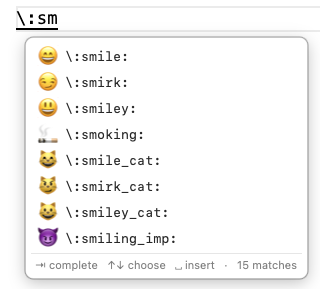 \:sm
\:smile:
\:smirk:
\:smiley:
\:smoking:
\:smile_cat:
\:smirk_cat:
\:smiley_cat:
\:smiling_imp:
⇥ complete ↑↓ choose ␣ insert · 15 matches